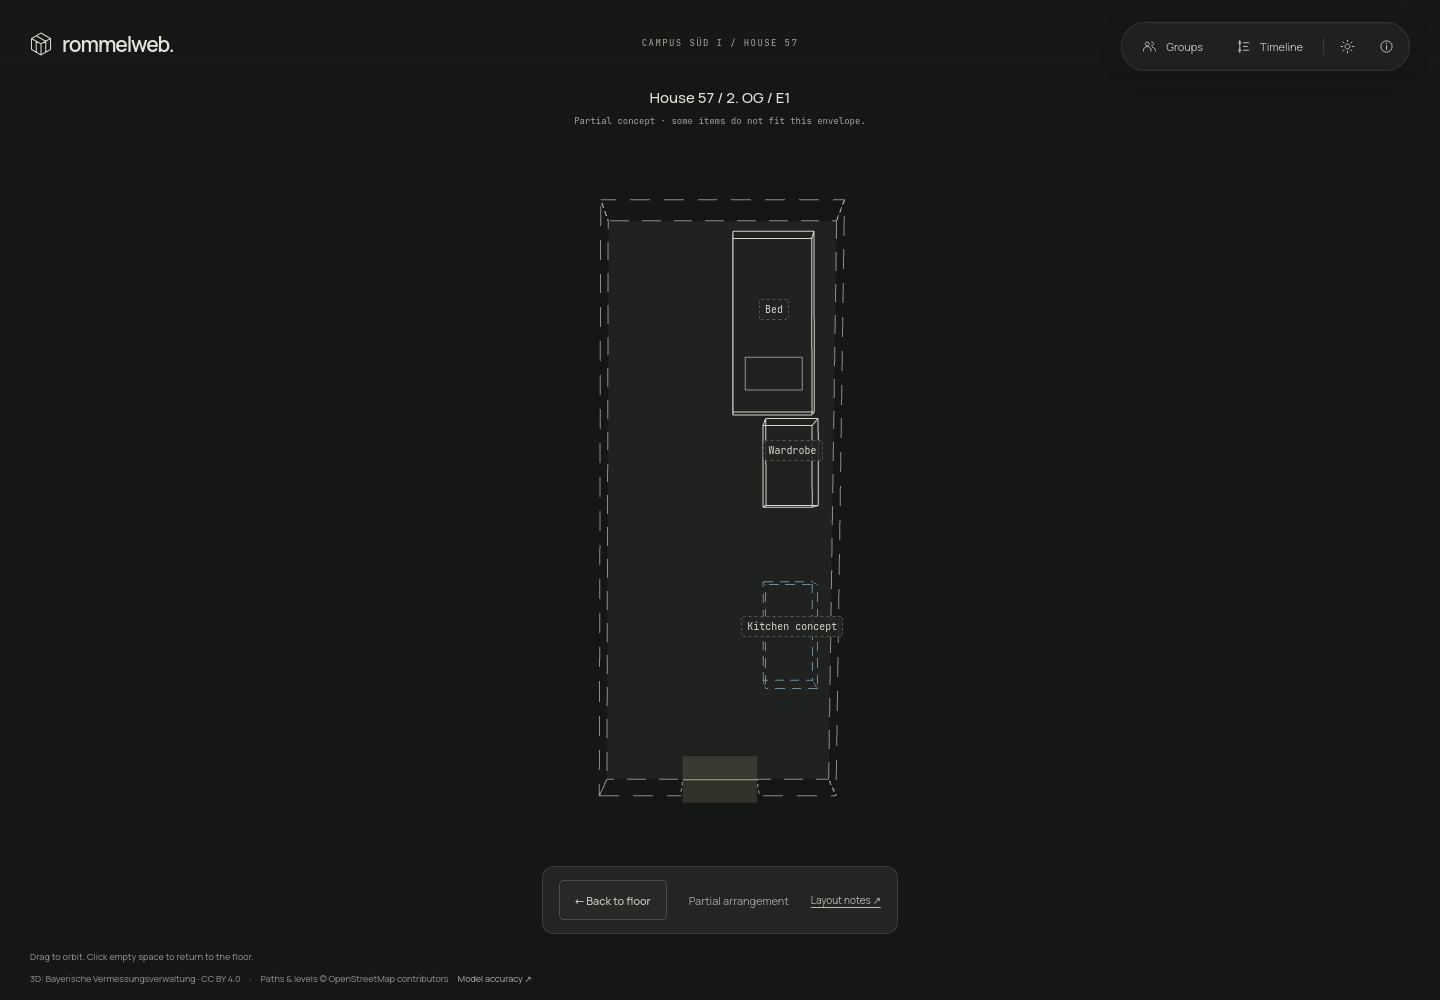 rommelweb.
CAMPUS SÜD I / HOUSE 57
Groups
Timeline
House 57 / 2. OG / E1
Partial concept · some items do not fit this envelope.
Bed
Wardrobe
Kitchen concept
← Back to floor
Partial arrangement
Layout notes ↗
Drag to orbit. Click empty space to return to the floor.
3D: Bayerische Vermessungsverwaltung · CC BY 4.0 · Paths & levels © OpenStreetMap contributors Model accuracy ↗